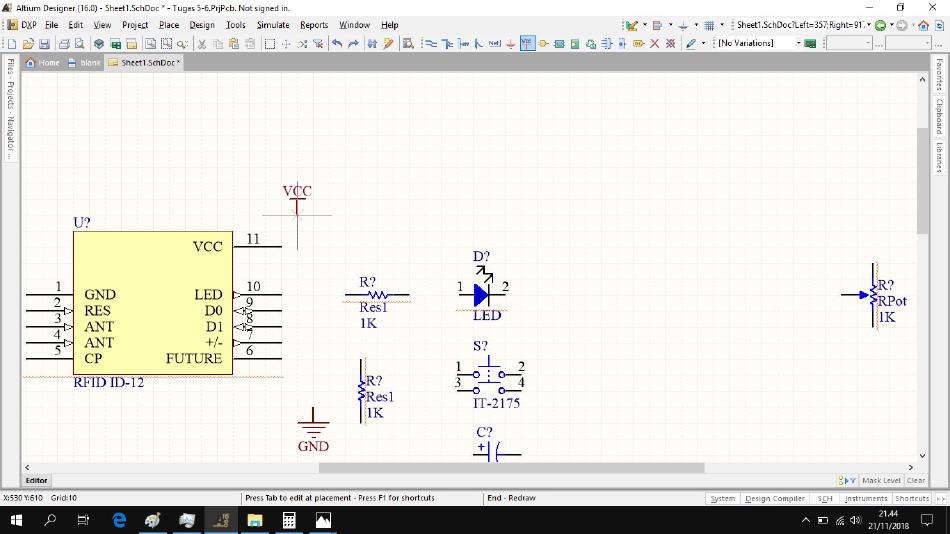 Altium Designer (16.0) - Sheet1.SchDoc * - Tugas 5-6.PrjPcb. Not signed in.
DXP File Edit View Project Place Design Tools Simulate Reports Window Help
Sheet1.SchDoc?Left=357;Right=917
[No Variations]
Home blank Sheet1.SchDoc *
Files - Projects - Navigator ...
Favorites
Clipboard
Libraries
VCC
U?
VCC 11
1 GND LED 10
2 RES D0 9
3 ANT D1 8
4 ANT +/- 7
5 CP FUTURE 6
RFID ID-12
R?
Res1
1K
D?
1 2
LED
R?
RPot
1K
S?
1 2
3 4
IT-2175
R?
Res1
1K
GND
C?
+
Editor
Mask Level Clear
X:530 Y:610 Grid:10
Press Tab to edit at placement - Press F1 for shortcuts
End - Redraw
System Design Compiler SCH Instruments Shortcuts >>
21.44
21/11/2018